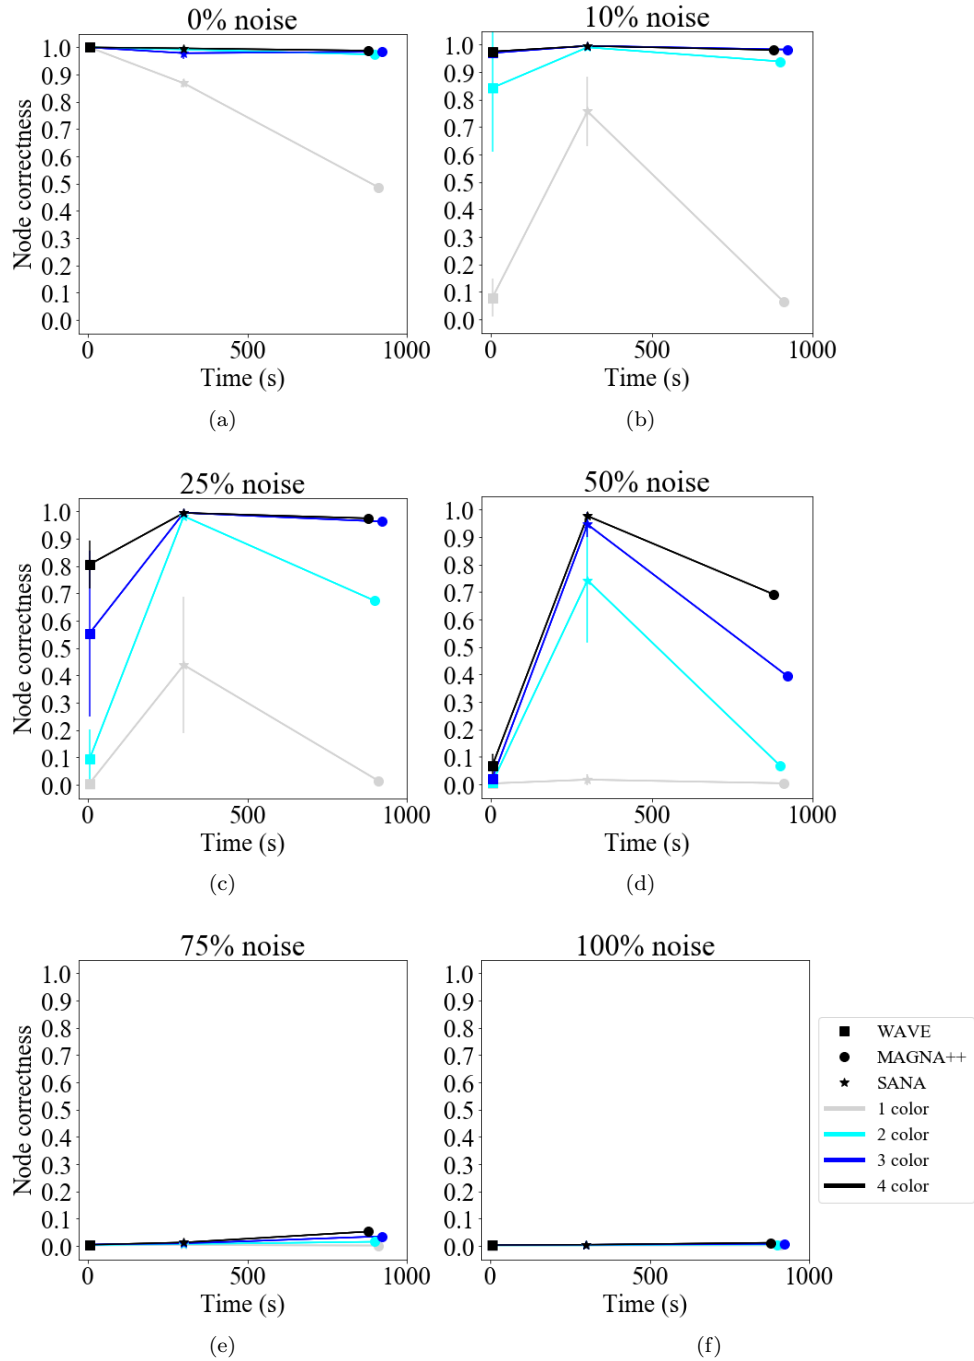 0% noise
1.0
0.9
0.8
0.7
0.6
0.5
0.4
0.3
0.2
0.1
0.0
Node correctness
0 500 1000
Time (s)
(a)
10% noise
1.0
0.9
0.8
0.7
0.6
0.5
0.4
0.3
0.2
0.1
0.0
0 500 1000
Time (s)
(b)
25% noise
1.0
0.9
0.8
0.7
0.6
0.5
0.4
0.3
0.2
0.1
0.0
Node correctness
0 500 1000
Time (s)
(c)
50% noise
1.0
0.9
0.8
0.7
0.6
0.5
0.4
0.3
0.2
0.1
0.0
0 500 1000
Time (s)
(d)
75% noise
1.0
0.9
0.8
0.7
0.6
0.5
0.4
0.3
0.2
0.1
0.0
Node correctness
0 500 1000
Time (s)
(e)
100% noise
1.0
0.9
0.8
0.7
0.6
0.5
0.4
0.3
0.2
0.1
0.0
0 500 1000
Time (s)
(f)
WAVE
MAGNA++
SANA
1 color
2 color
3 color
4 color